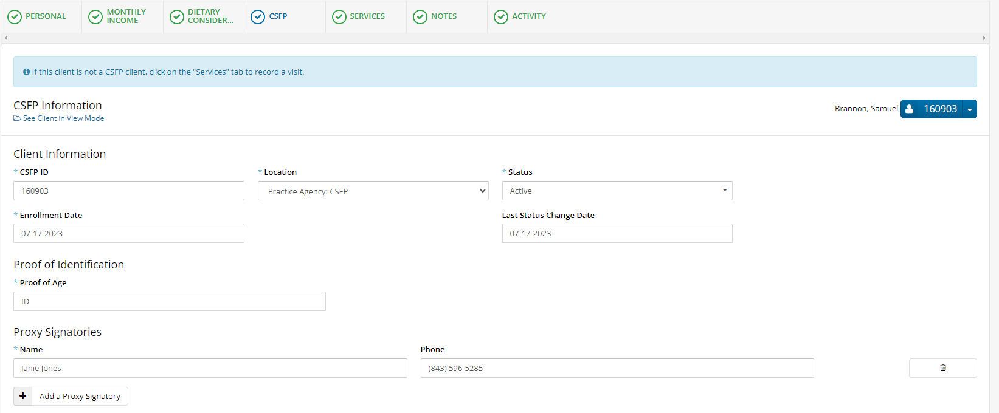 PERSONAL
MONTHLY
INCOME
DIETARY
CONSIDER...
CSFP
SERVICES
NOTES
ACTIVITY
If this client is not a CSFP client, click on the "Services" tab to record a visit.
CSFP Information
See Client in View Mode
Brannon, Samuel 160903
Client Information
* CSFP ID
160903
* Location
Practice Agency: CSFP
* Status
Active
* Enrollment Date
07-17-2023
Last Status Change Date
07-17-2023
Proof of Identification
* Proof of Age
ID
Proxy Signatories
* Name
Janie Jones
Phone
(843) 596-5285
Add a Proxy Signatory